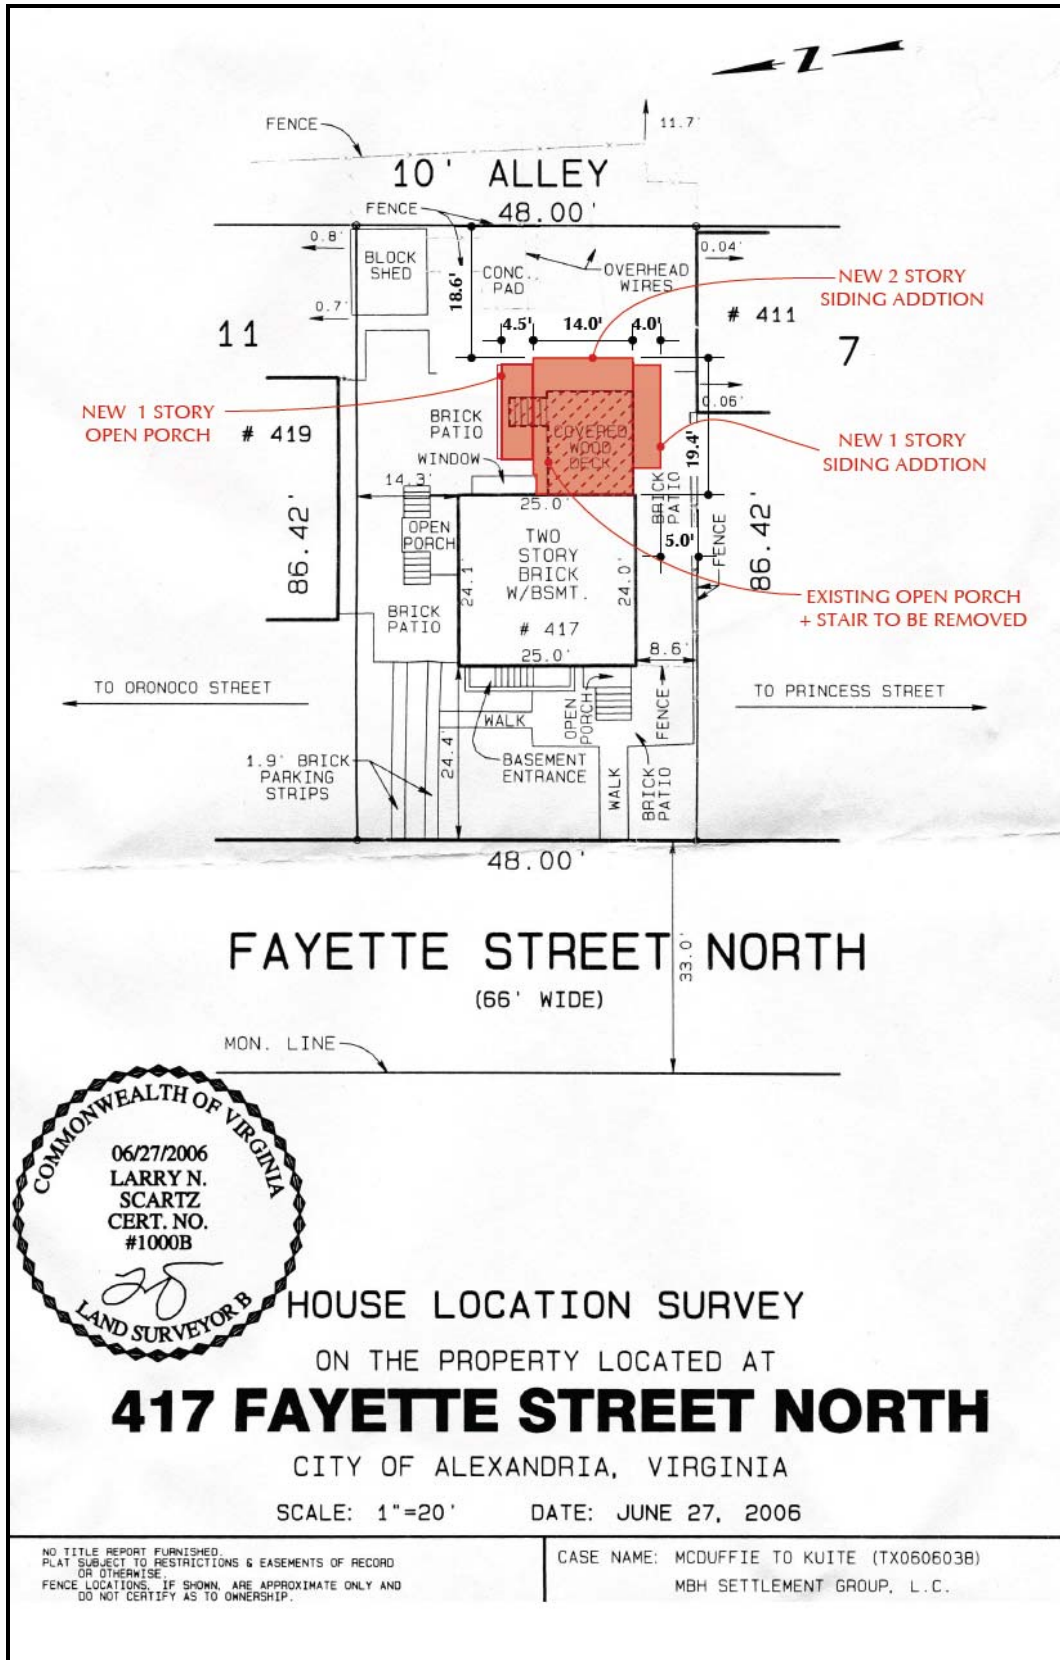 N
FENCE
11.7'
10' ALLEY
FENCE
48.00'
0.8'
BLOCK
SHED
0.04'
18.6'
CONC.
PAD
OVERHEAD
WIRES
NEW 2 STORY
SIDING ADDTION
0.7'
4.5'
14.0'
4.0'
# 411
11
7
NEW 1 STORY
OPEN PORCH
# 419
BRICK
PATIO
COVERED
WOOD
DECK
0.06'
19.4'
NEW 1 STORY
SIDING ADDTION
WINDOW
14.3'
25.0'
BRICK
PATIO
86.42'
OPEN
PORCH
TWO
STORY
BRICK
W/BSMT.
# 417
24.1'
24.0'
5.0'
FENCE
86.42'
EXISTING OPEN PORCH
+ STAIR TO BE REMOVED
BRICK
PATIO
25.0'
8.6'
TO ORONOCO STREET
TO PRINCESS STREET
WALK
OPEN
PORCH
FENCE
24.4'
1.9' BRICK
PARKING
STRIPS
BASEMENT
ENTRANCE
WALK
BRICK
PATIO
48.00'
FAYETTE STREET NORTH
(66' WIDE)
33.0'
MON. LINE
COMMONWEALTH OF VIRGINIA
06/27/2006
LARRY N.
SCARTZ
CERT. NO.
#1000B
LAND SURVEYOR B
HOUSE LOCATION SURVEY
ON THE PROPERTY LOCATED AT
417 FAYETTE STREET NORTH
CITY OF ALEXANDRIA, VIRGINIA
SCALE: 1"=20' DATE: JUNE 27, 2006
NO TITLE REPORT FURNISHED.
PLAT SUBJECT TO RESTRICTIONS & EASEMENTS OF RECORD
OR OTHERWISE.
FENCE LOCATIONS, IF SHOWN, ARE APPROXIMATE ONLY AND
DO NOT CERTIFY AS TO OWNERSHIP.
CASE NAME: MCDUFFIE TO KUITE (TX060603B)
MBH SETTLEMENT GROUP, L.C.